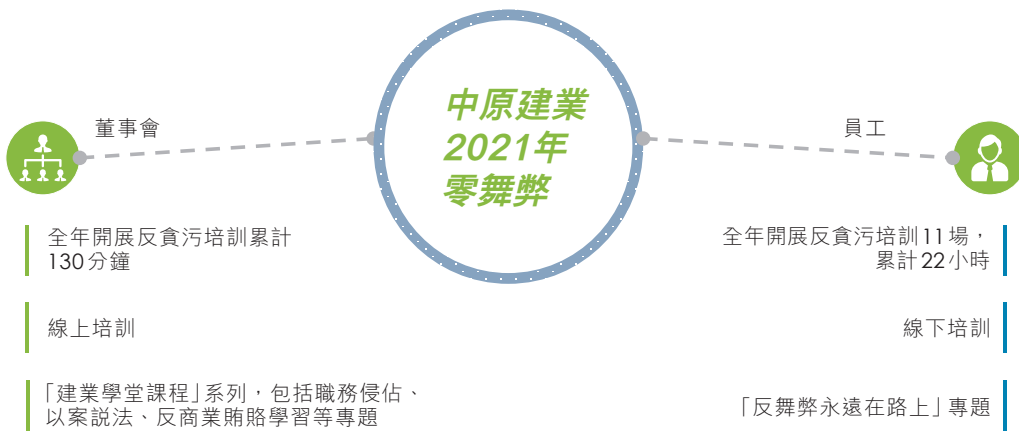 中原建業
2021年
零舞弊
董事會
全年開展反貪污培訓累計
130分鐘
線上培訓
「建業學堂課程」系列，包括職務侵佔、
以案說法、反商業賄賂學習等專題
員工
全年開展反貪污培訓11場，
累計22小時
線下培訓
「反舞弊永遠在路上」專題